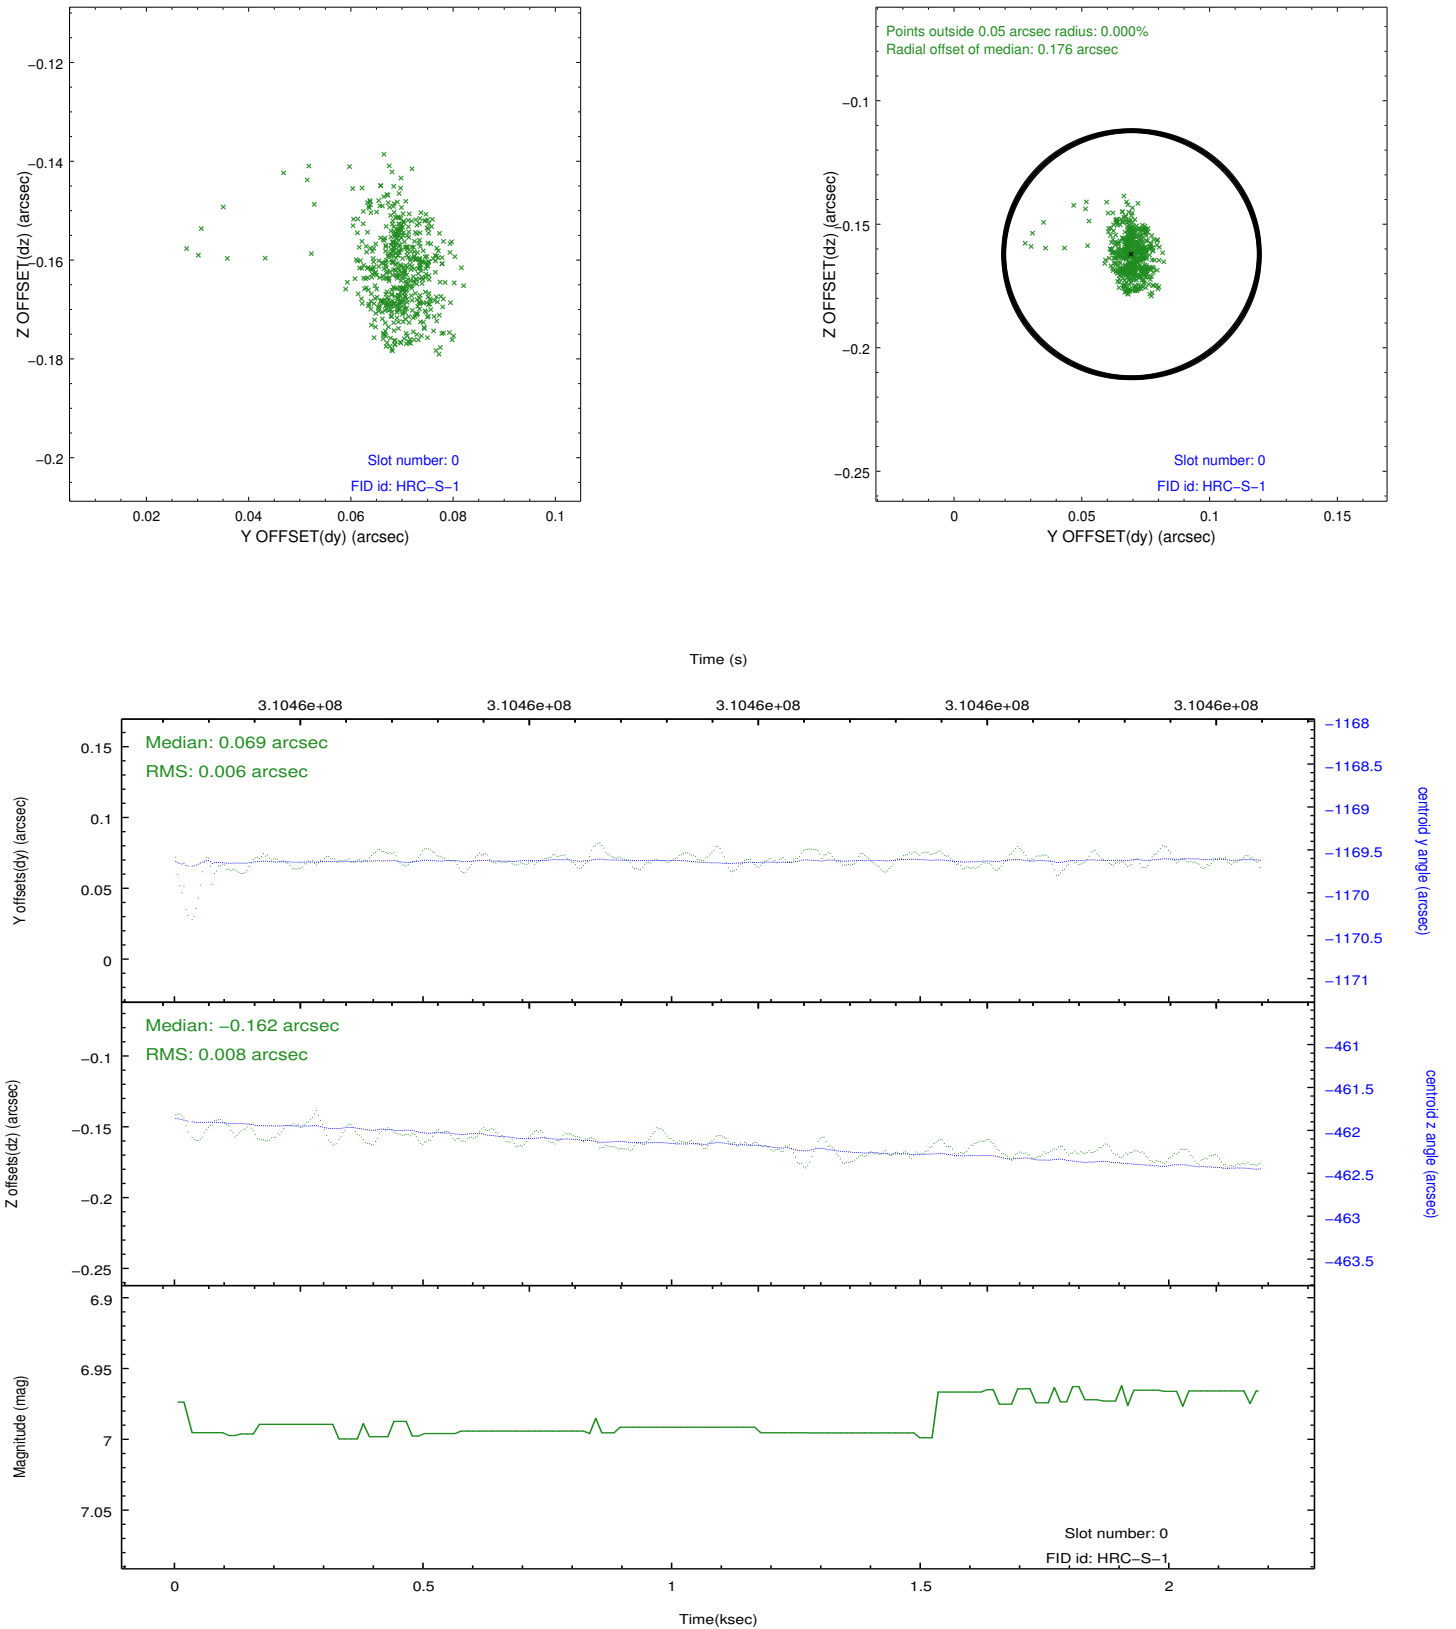 −0.12
−0.14
−0.16
−0.18
−0.2
Z OFFSET(dz) (arcsec)
Slot number: 0
FID id: HRC−S−1
0.02 0.04 0.06 0.08 0.1
Y OFFSET(dy) (arcsec)
Points outside 0.05 arcsec radius: 0.000%
Radial offset of median: 0.176 arcsec
−0.1
−0.15
−0.2
−0.25
Z OFFSET(dz) (arcsec)
Slot number: 0
FID id: HRC−S−1
0 0.05 0.1 0.15
Y OFFSET(dy) (arcsec)
Time (s)
3.1046e+08 3.1046e+08 3.1046e+08 3.1046e+08 3.1046e+08
Median: 0.069 arcsec
RMS: 0.006 arcsec
0.15
0.1
0.05
0
Y offsets(dy) (arcsec)
−1168
−1168.5
−1169
−1169.5
−1170
−1170.5
−1171
centroid y angle (arcsec)
Median: −0.162 arcsec
RMS: 0.008 arcsec
−0.1
−0.15
−0.2
−0.25
Z offsets(dz) (arcsec)
−461
−461.5
−462
−462.5
−463
−463.5
centroid z angle (arcsec)
6.9
6.95
7
7.05
Magnitude (mag)
Slot number: 0
FID id: HRC−S−1
0 0.5 1 1.5 2
Time(ksec)